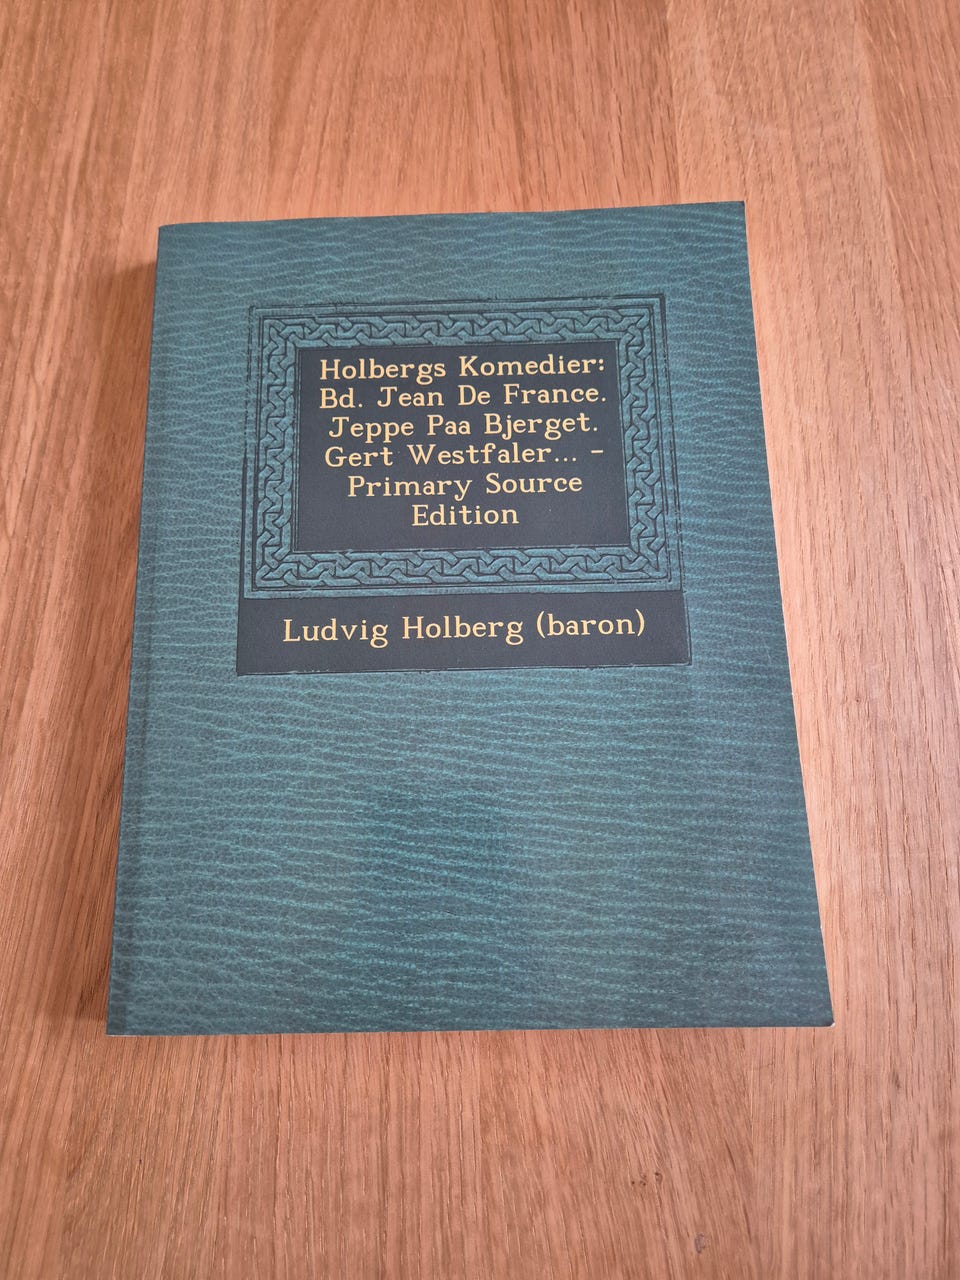 Holbergs Komedier:
Bd. Jean De France.
Jeppe Paa Bjerget.
Gert Westfaler... -
Primary Source
Edition
Ludvig Holberg (baron)